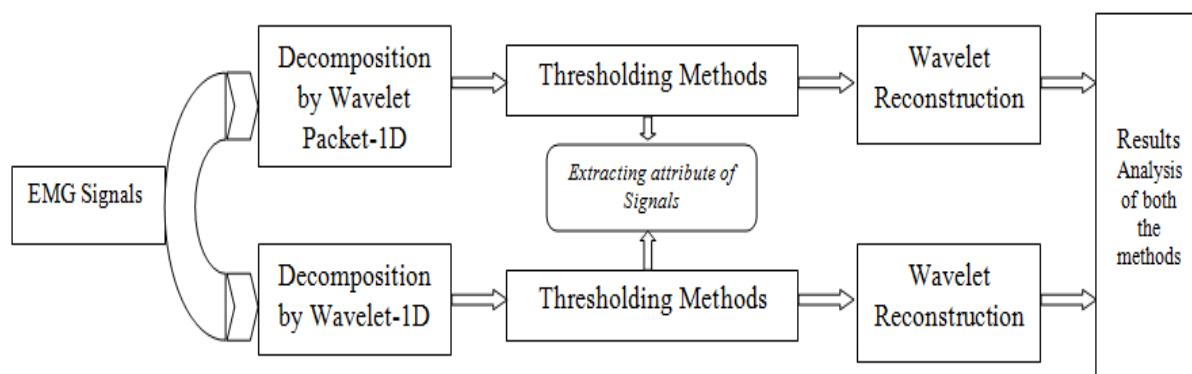 EMG Signals
Decomposition
by Wavelet
Packet-1D
Thresholding Methods
Wavelet
Reconstruction
Extracting attribute of
Signals
Decomposition
by Wavelet-1D
Thresholding Methods
Wavelet
Reconstruction
Results
Analysis
of both
the
methods